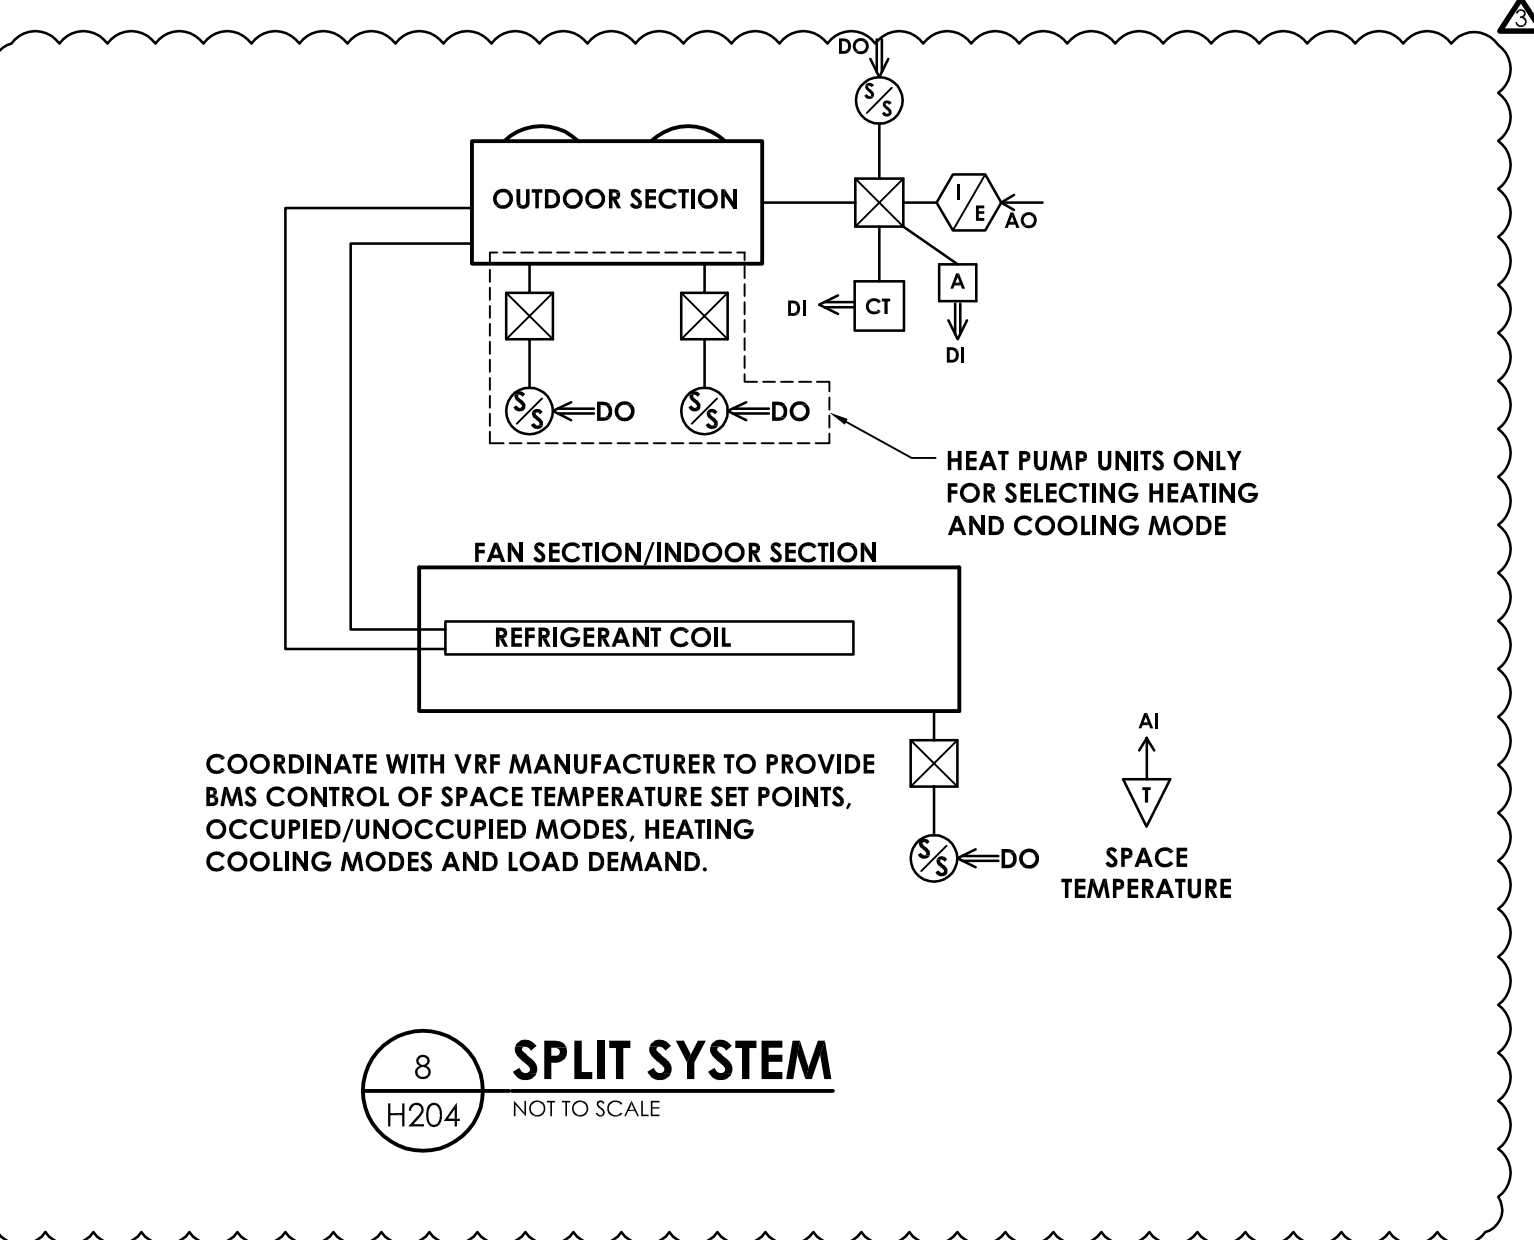 3
DO
S/S
OUTDOOR SECTION
I/E
AO
A
DI
CT
DI
S/S
DO
S/S
DO
HEAT PUMP UNITS ONLY
FOR SELECTING HEATING
AND COOLING MODE
FAN SECTION/INDOOR SECTION
REFRIGERANT COIL
AI
T
SPACE
TEMPERATURE
COORDINATE WITH VRF MANUFACTURER TO PROVIDE
BMS CONTROL OF SPACE TEMPERATURE SET POINTS,
OCCUPIED/UNOCCUPIED MODES, HEATING
COOLING MODES AND LOAD DEMAND.
S/S
DO
8
H204
SPLIT SYSTEM
NOT TO SCALE